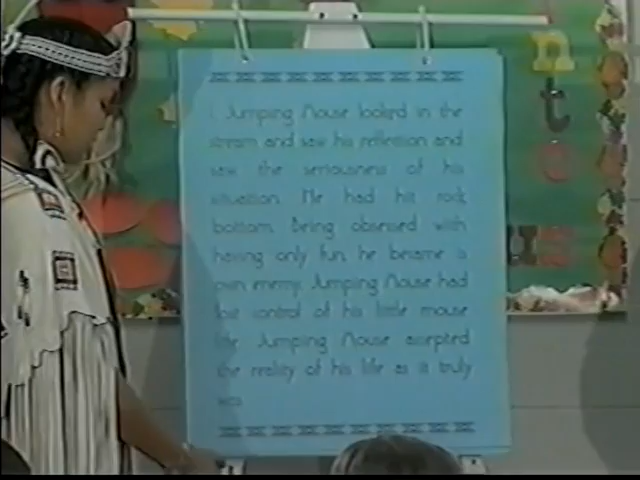 1. Jumping Mouse looked in the
stream and saw his reflection and
saw the seriousness of his
situation. He had hit rock
bottom. Being obsessed with
having only fun, he became is
own enemy. Jumping Mouse had
lost control of his little mouse
life. Jumping Mouse accepted
the reality of his life as it truly
was.
n
t
e
u s